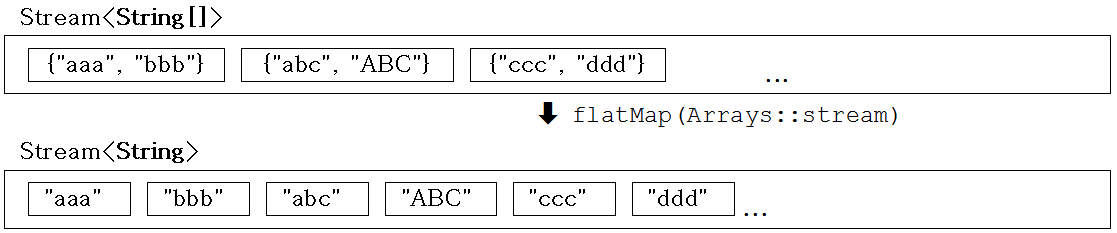 Stream<String[]>
{"aaa", "bbb"} {"abc", "ABC"} {"ccc", "ddd"} ...
flatMap(Arrays::stream)
Stream<String>
"aaa" "bbb" "abc" "ABC" "ccc" "ddd" ...